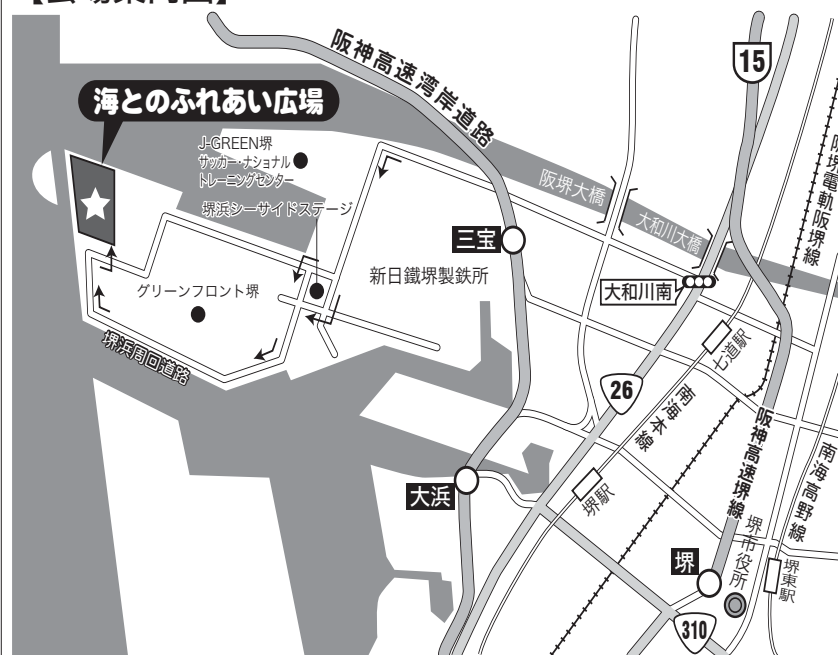 海とのふれあい広場
J-GREEN堺
サッカー・ナショナル
トレーニングセンター
堺浜シーサイドステージ
グリーンフロント堺
堺浜周回道路
新日鐵堺製鉄所
阪神高速湾岸道路
三宝
大浜
阪堺大橋
大和川大橋
大和川南
15
阪堺電軌阪堺線
七道駅
26
南海本線
堺駅
阪神高速堺線
南海高野線
堺市役所
堺東駅
堺
310